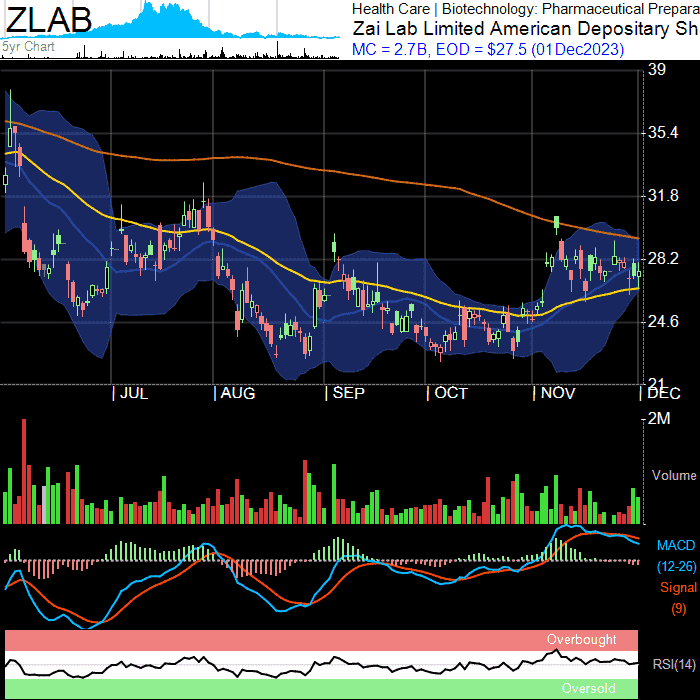 ZLAB
5yr Chart
Health Care | Biotechnology: Pharmaceutical Prepara
Zai Lab Limited American Depositary Sh
MC = 2.7B, EOD = $27.5 (01Dec2023)
39
35.4
31.8
28.2
24.6
21
JUL AUG SEP OCT NOV DEC
2M
Volume
MACD
(12-26)
Signal
(9)
Overbought
RSI(14)
Oversold